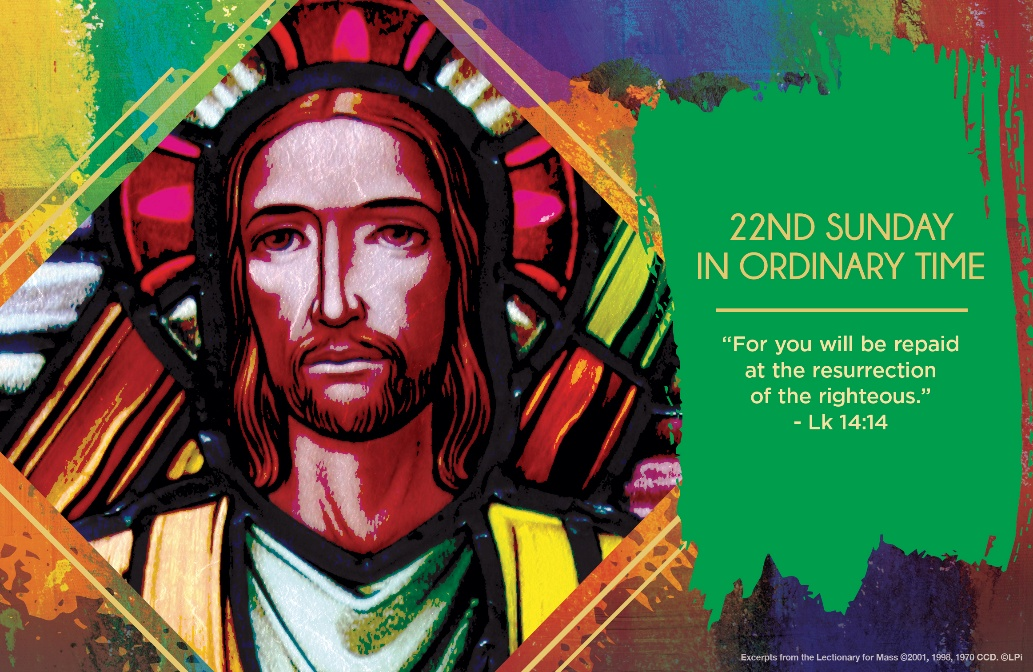 22ND SUNDAY
IN ORDINARY TIME
“For you will be repaid
at the resurrection
of the righteous.”
- Lk 14:14
Excerpts from the Lectionary for Mass ©2001, 1998, 1970 CCD. ©LPi